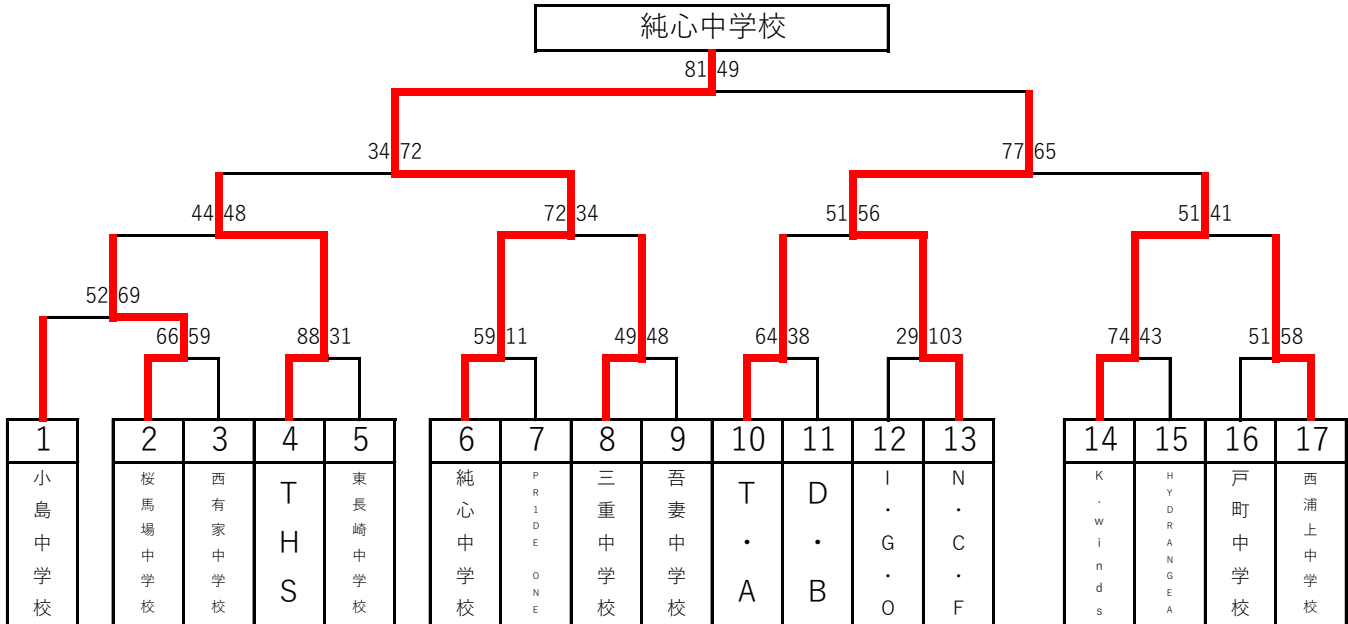 純心中学校
81 49
34 72
77 65
44 48
72 34
51 56
51 41
52 69
66 59
88 31
59 11
49 48
64 38
29 103
74 43
51 58
1
2
3
4
5
6
7
8
9
10
11
12
13
14
15
16
17
小島中学校
桜馬場中学校
西有家中学校
THS
東長崎中学校
純心中学校
PR1DE ONE
三重中学校
吾妻中学校
T・A
D・B
I・G・O
N・C・F
K.winds
HYDRANGEA
戸町中学校
西浦上中学校